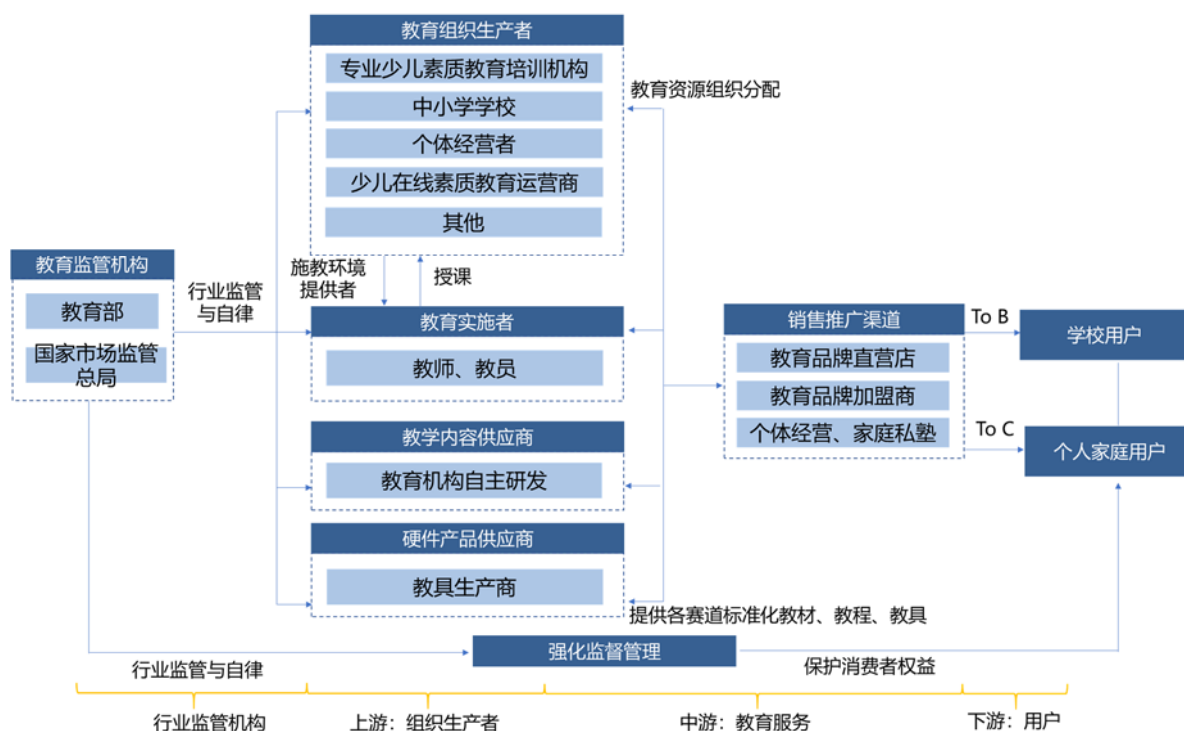 教育组织生产者
专业少儿素质教育培训机构
中小学学校
个体经营者
少儿在线素质教育运营商
其他
教育资源组织分配
教育监管机构
教育部
国家市场监管
总局
行业监管
与自律
施教环境
提供者
授课
教育实施者
教师、教员
教学内容供应商
教育机构自主研发
硬件产品供应商
教具生产商
销售推广渠道
教育品牌直营店
教育品牌加盟商
个体经营、家庭私塾
To B
学校用户
To C
个人家庭用户
提供各赛道标准化教材、教程、教具
强化监督管理
行业监管与自律
保护消费者权益
行业监管机构
上游：组织生产者
中游：教育服务
下游：用户